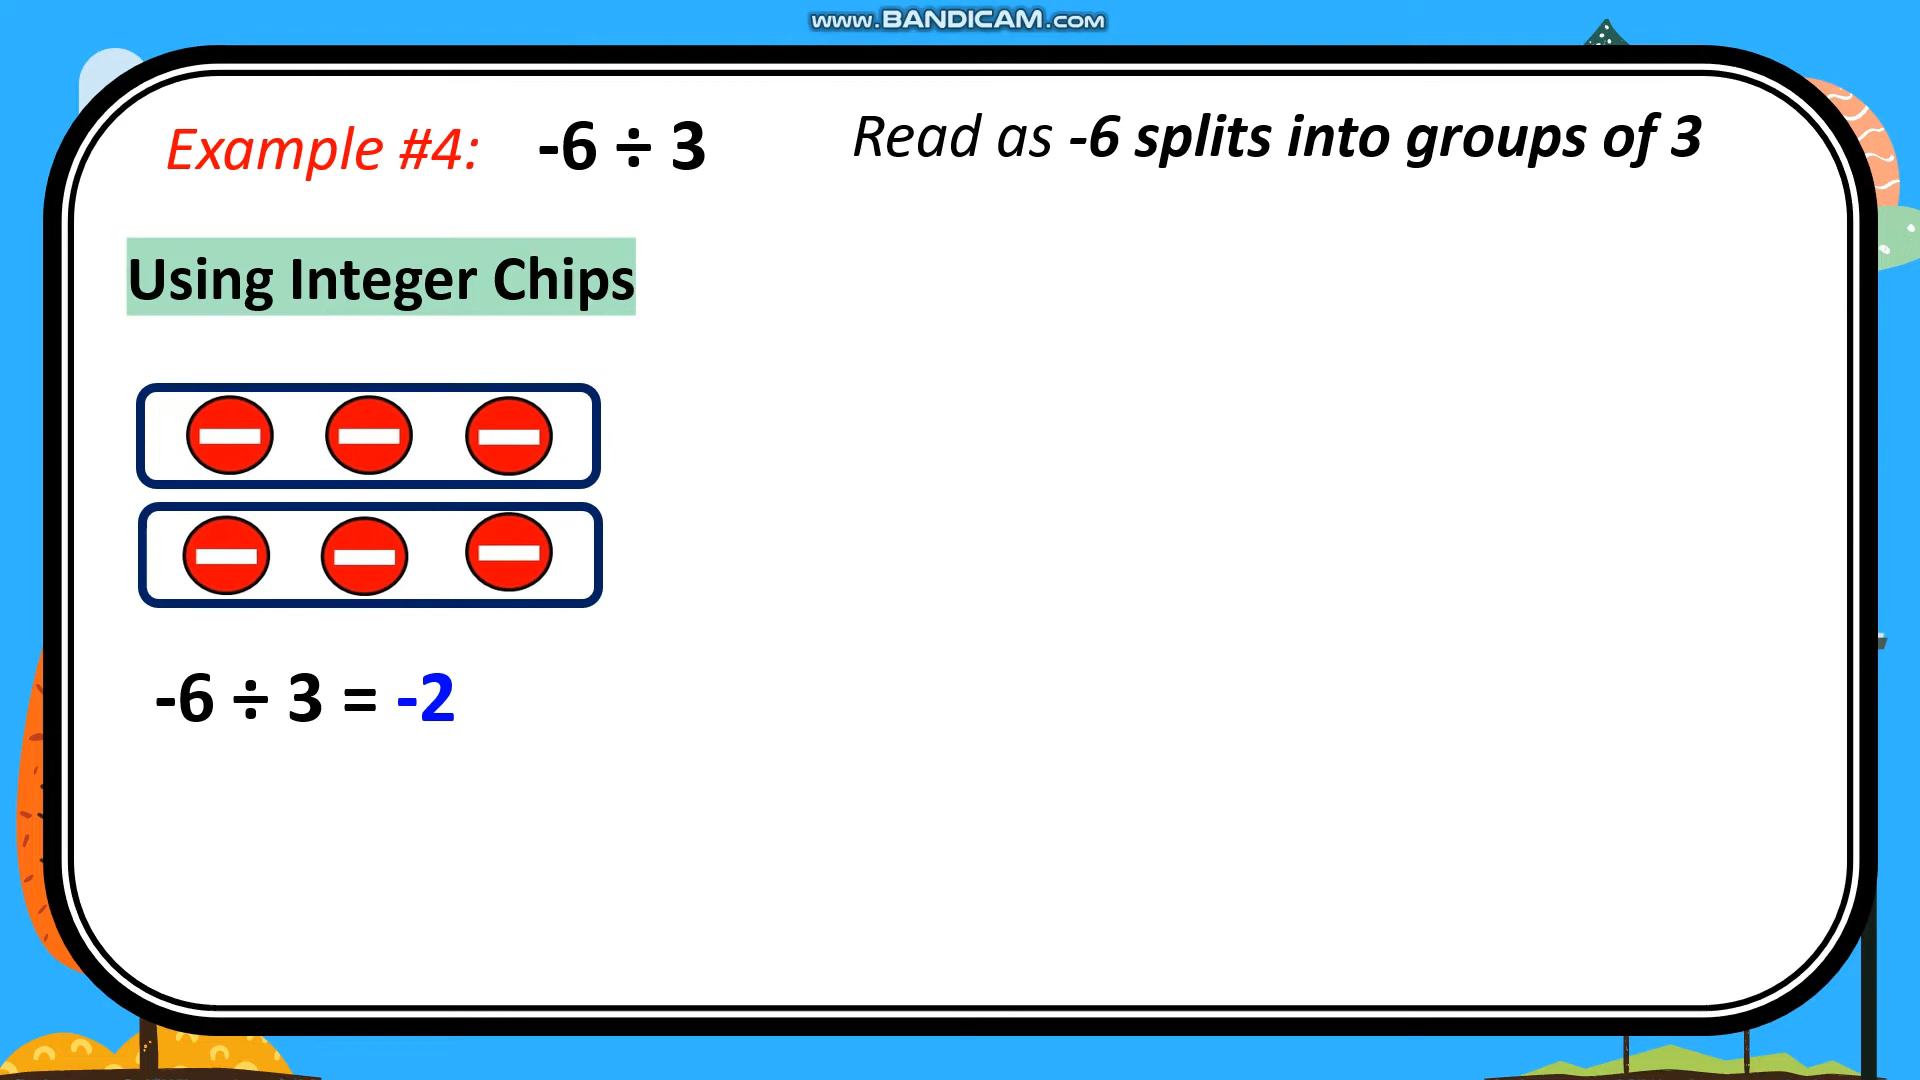 www.BANDICAM.com
Example #4: -6 ÷ 3
Read as -6 splits into groups of 3
Using Integer Chips
-6 ÷ 3 = -2